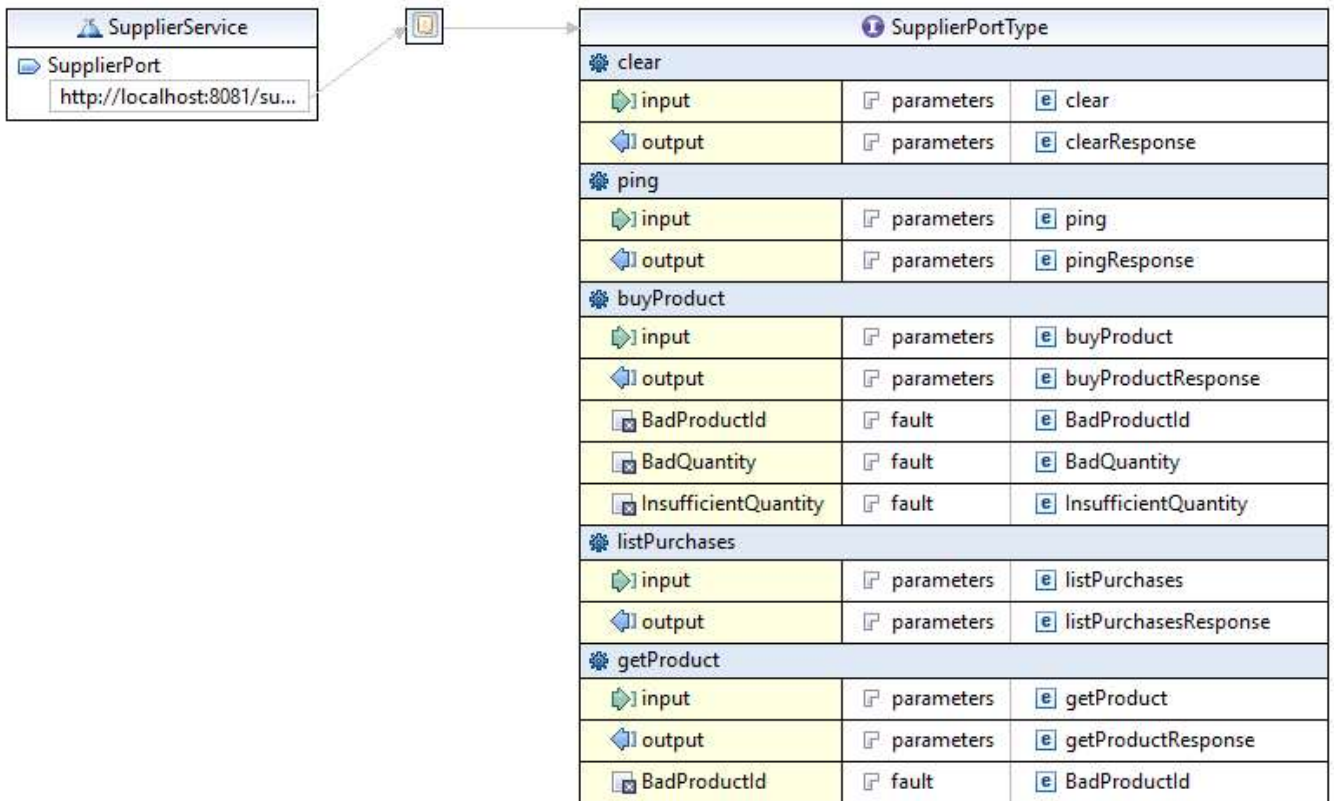 SupplierService
SupplierPort
http://localhost:8081/su...
SupplierPortType
clear
input parameters clear
output parameters clearResponse
ping
input parameters ping
output parameters pingResponse
buyProduct
input parameters buyProduct
output parameters buyProductResponse
BadProductId fault BadProductId
BadQuantity fault BadQuantity
InsufficientQuantity fault InsufficientQuantity
listPurchases
input parameters listPurchases
output parameters listPurchasesResponse
getProduct
input parameters getProduct
output parameters getProductResponse
BadProductId fault BadProductId